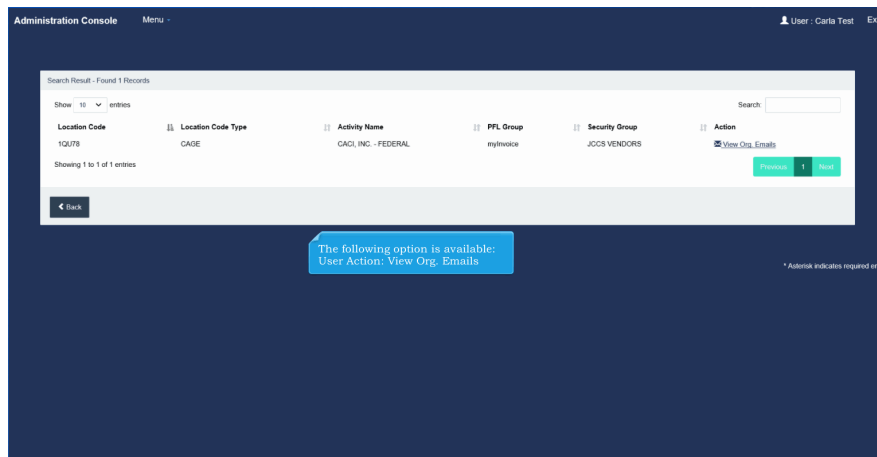 Administration Console Menu User : Carla Test Ex
Search Result - Found 1 Records
Show 10 entries Search:
Location Code Location Code Type Activity Name PFL Group Security Group Action
1QU78 CAGE CACI, INC. - FEDERAL myInvoice JCCS VENDORS View Org. Emails
Showing 1 to 1 of 1 entries Previous 1 Next
Back
The following option is available:
User Action: View Org. Emails
* Asterisk indicates required en